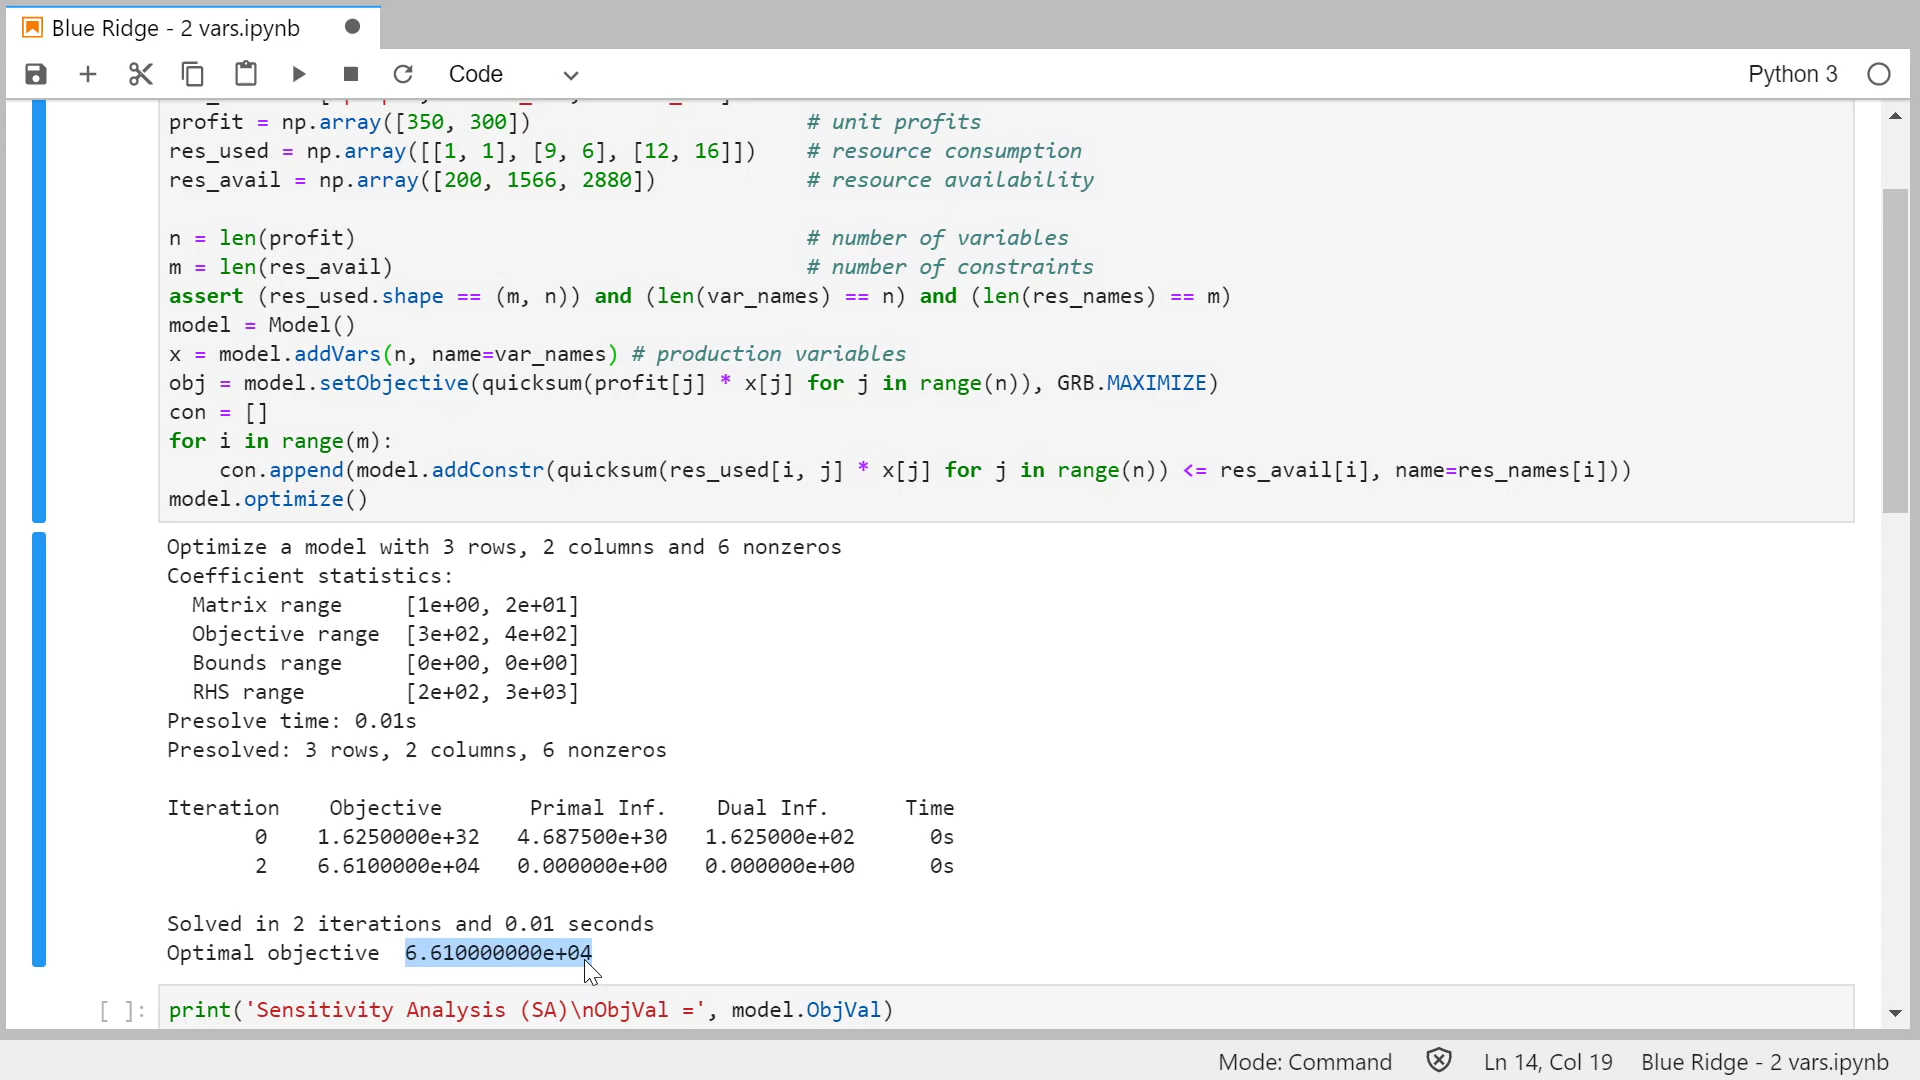 Blue Ridge - 2 vars.ipynb
Code
Python 3
profit = np.array([350, 300]) # unit profits
res_used = np.array([[1, 1], [9, 6], [12, 16]]) # resource consumption
res_avail = np.array([200, 1566, 2880]) # resource availability
n = len(profit) # number of variables
m = len(res_avail) # number of constraints
assert (res_used.shape == (m, n)) and (len(var_names) == n) and (len(res_names) == m)
model = Model()
x = model.addVars(n, name=var_names) # production variables
obj = model.setObjective(quicksum(profit[j] * x[j] for j in range(n)), GRB.MAXIMIZE)
con = []
for i in range(m):
    con.append(model.addConstr(quicksum(res_used[i, j] * x[j] for j in range(n)) <= res_avail[i], name=res_names[i]))
model.optimize()
Optimize a model with 3 rows, 2 columns and 6 nonzeros
Coefficient statistics:
  Matrix range     [1e+00, 2e+01]
  Objective range  [3e+02, 4e+02]
  Bounds range     [0e+00, 0e+00]
  RHS range        [2e+02, 3e+03]
Presolve time: 0.01s
Presolved: 3 rows, 2 columns, 6 nonzeros
Iteration    Objective       Primal Inf.    Dual Inf.      Time
       0    1.6250000e+32   4.687500e+30   1.625000e+02      0s
       2    6.6100000e+04   0.000000e+00   0.000000e+00      0s
Solved in 2 iterations and 0.01 seconds
Optimal objective  6.610000000e+04
[ ]: print('Sensitivity Analysis (SA)\nObjVal =', model.ObjVal)
Mode: Command Ln 14, Col 19 Blue Ridge - 2 vars.ipynb